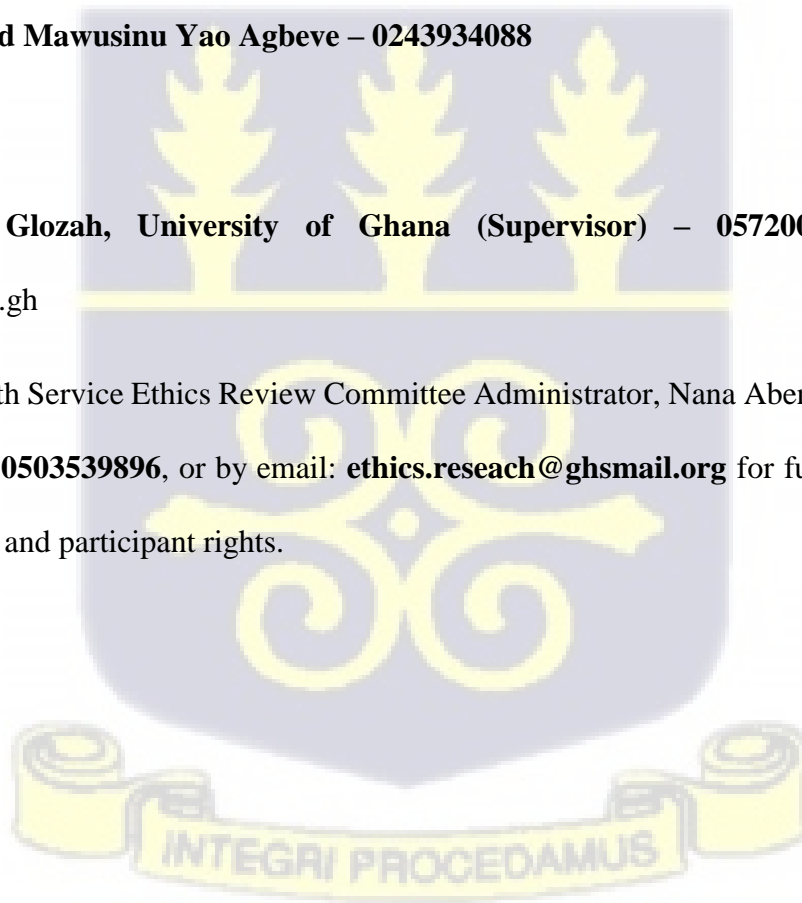 d Mawusinu Yao Agbeve – 0243934088
Glozah, University of Ghana (Supervisor) – 057200
.gh
th Service Ethics Review Committee Administrator, Nana Aber
0503539896, or by email: ethics.reseach@ghsmail.org for fu
and participant rights.
INTEGRI PROCEDAMUS